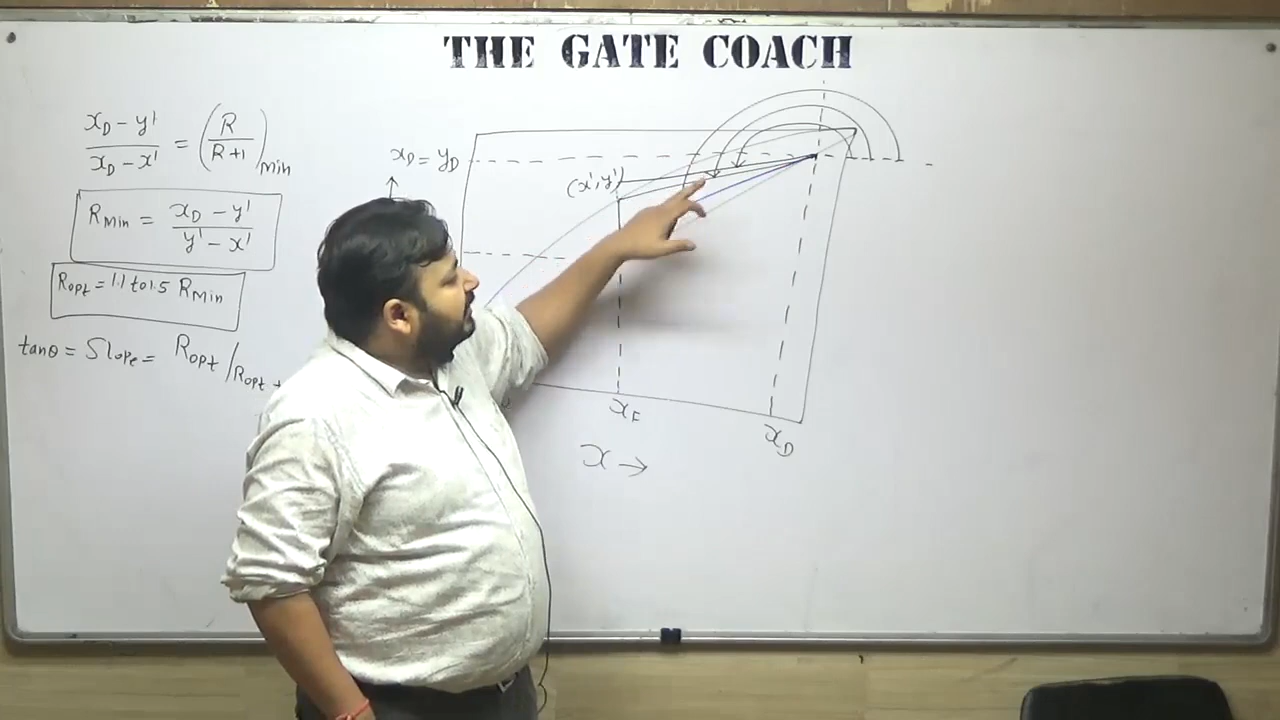 THE GATE COACH
xD - y' / xD - x' = (R / R+1)Min
RMin = xD - y' / y' - x'
Ropt = 1.1 to 1.5 RMin
tanθ = Slope = Ropt / Ropt +
xD = yD
(x', y')
xF
xD
x →